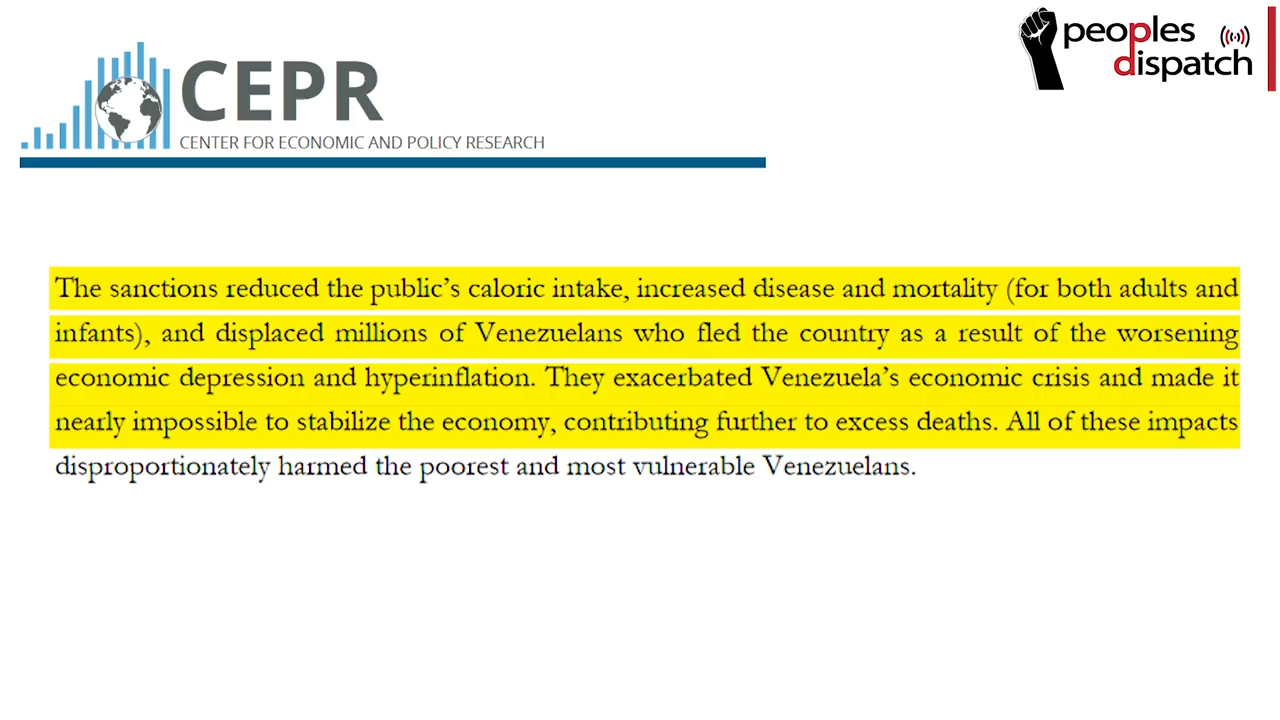 peoples
dispatch
CEPR
CENTER FOR ECONOMIC AND POLICY RESEARCH
The sanctions reduced the public’s caloric intake, increased disease and mortality (for both adults and
infants), and displaced millions of Venezuelans who fled the country as a result of the worsening
economic depression and hyperinflation. They exacerbated Venezuela’s economic crisis and made it
nearly impossible to stabilize the economy, contributing further to excess deaths. All of these impacts
disproportionately harmed the poorest and most vulnerable Venezuelans.